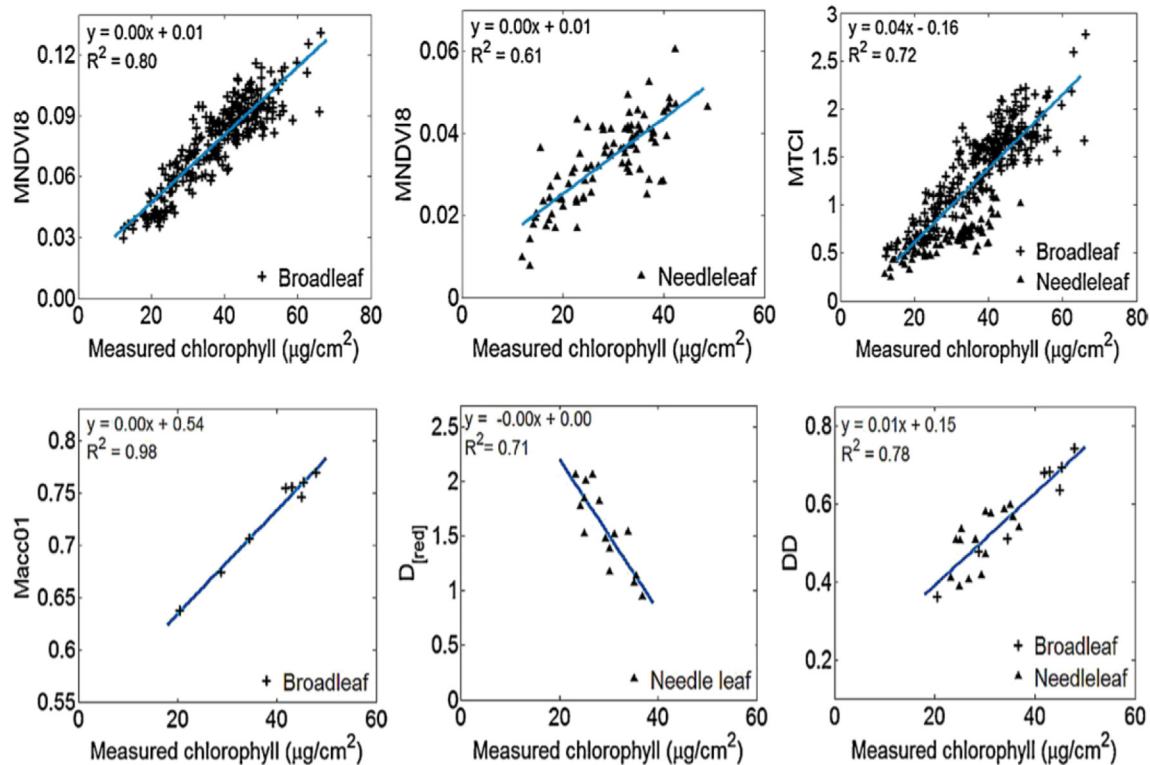 y = 0.00x + 0.01
R² = 0.80
0.12
0.09
0.06
0.03
0.00
MNDVI8
Broadleaf
0 20 40 60 80
Measured chlorophyll (µg/cm²)
y = 0.00x + 0.01
R² = 0.61
0.06
0.04
0.02
0
MNDVI8
Needleleaf
0 20 40 60
Measured chlorophyll (µg/cm²)
y = 0.04x - 0.16
R² = 0.72
3
2.5
2
1.5
1
0.5
0
MTCI
Broadleaf
Needleleaf
0 20 40 60 80
Measured chlorophyll (µg/cm²)
y = 0.00x + 0.54
R² = 0.98
0.8
0.75
0.7
0.65
0.6
0.55
Macc01
Broadleaf
0 20 40 60
Measured chlorophyll (µg/cm²)
y = -0.00x + 0.00
R² = 0.71
2.5
2
1.5
1
0.5
0
D[red]
Needle leaf
0 20 40 60
Measured chlorophyll (µg/cm²)
y = 0.01x + 0.15
R² = 0.78
0.8
0.6
0.4
0.2
DD
Broadleaf
Needleleaf
0 20 40 60
Measured chlorophyll (µg/cm²)